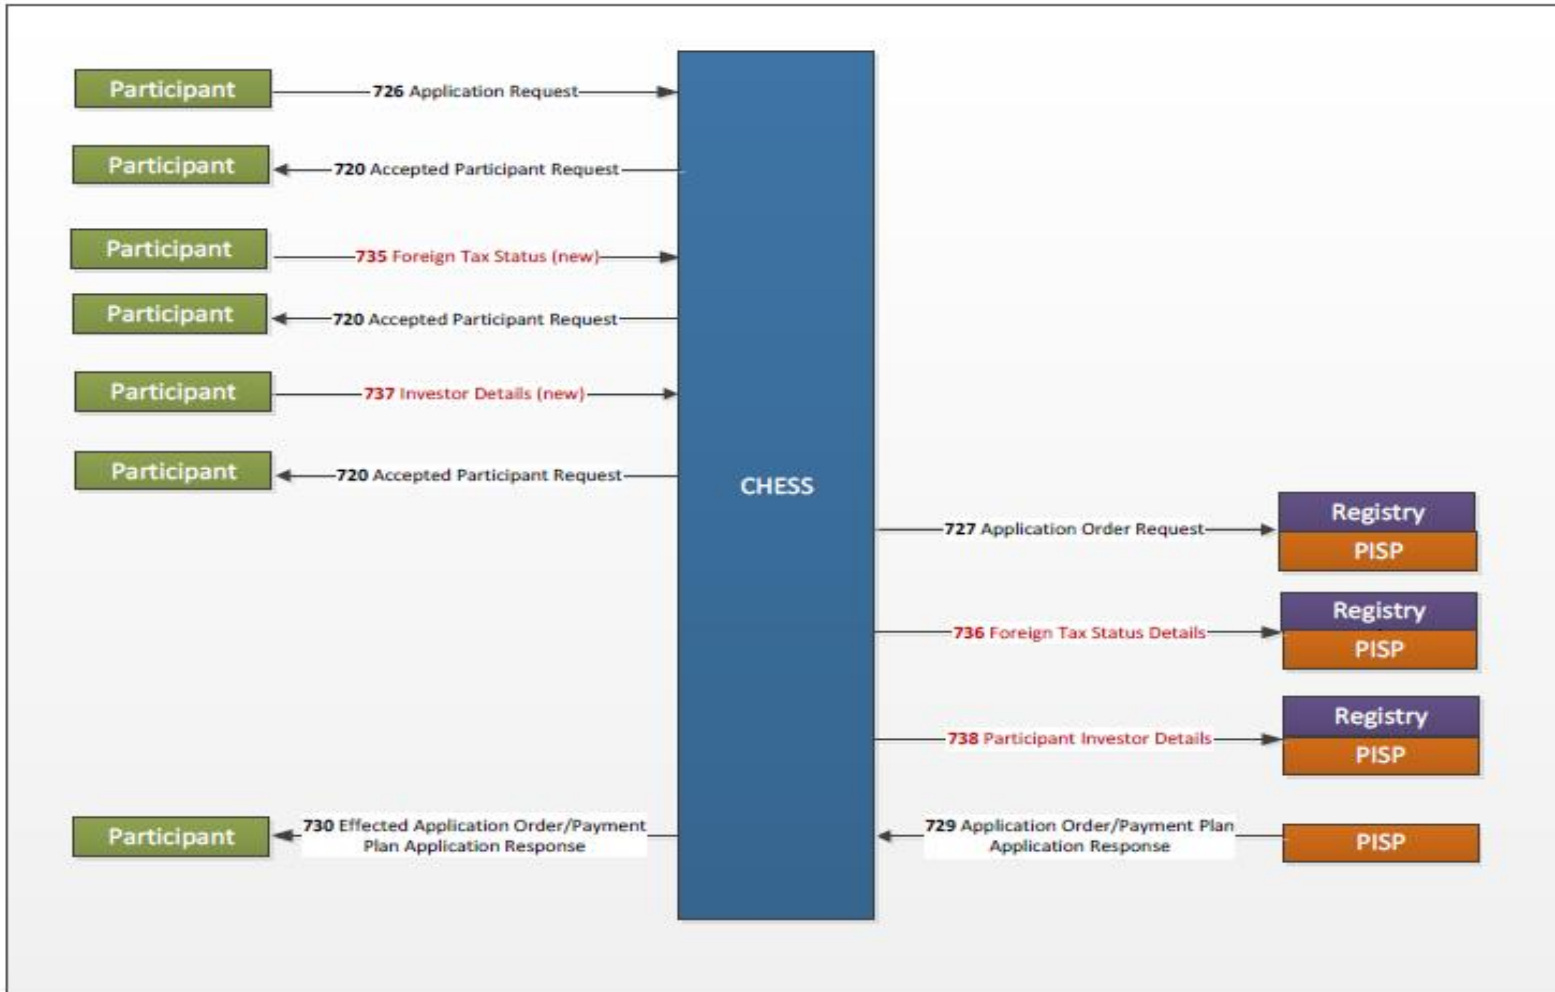 Participant
726 Application Request
Participant
720 Accepted Participant Request
Participant
735 Foreign Tax Status (new)
Participant
720 Accepted Participant Request
Participant
737 Investor Details (new)
Participant
720 Accepted Participant Request
CHESS
727 Application Order Request
Registry
PISP
736 Foreign Tax Status Details
Registry
PISP
738 Participant Investor Details
Registry
PISP
Participant
730 Effected Application Order/Payment
Plan Application Response
729 Application Order/Payment Plan
Application Response
PISP